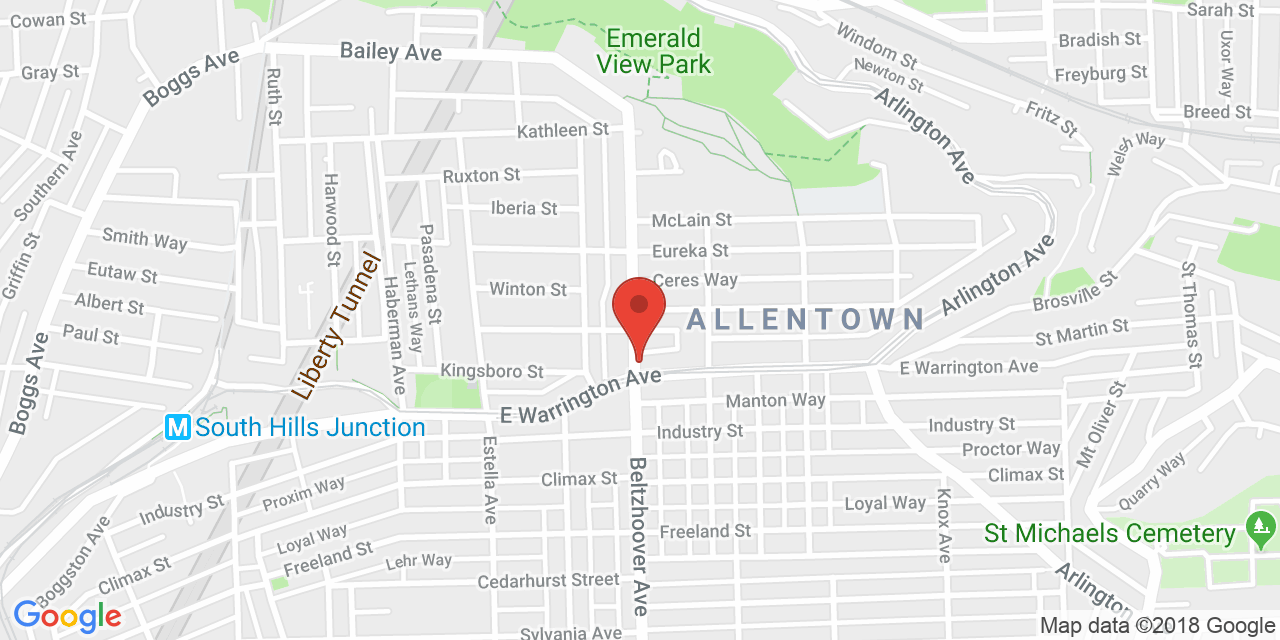 Cowan St
Sarah St
Windom St
Emerald
View Park
Bradish St
Uxor Way
Bailey Ave
Boggs Ave
Gray St
Newton St
Freyburg St
Ruth St
Arlington Ave
Fritz St
Breed St
Kathleen St
Welsh Way
Southern Ave
Ruxton St
Harwood St
Iberia St
McLain St
Smith Way
Pasadena St
Eureka St
Griffin St
Arlington Ave
Eutaw St
Lethans Way
Haberman Ave
Ceres Way
Winton St
Brosville St
St Thomas St
Albert St
Liberty Tunnel
ALLENTOWN
Paul St
St Martin St
Boggs Ave
Kingsboro St
E Warrington Ave
E Warrington Ave
Manton Way
Mt Oliver St
M South Hills Junction
Industry St
Industry St
Proctor Way
Estella Ave
Climax St
Beltzhoover Ave
Climax St
Quarry Way
Proxim Way
Industry St
Loyal Way
Knox Ave
Boggston Ave
Loyal Way
Freeland St
St Michaels Cemetery
Freeland St
Lehr Way
Climax St
Cedarhurst Street
Arlington
Google
Sylvania Ave
Map data ©2018 Google